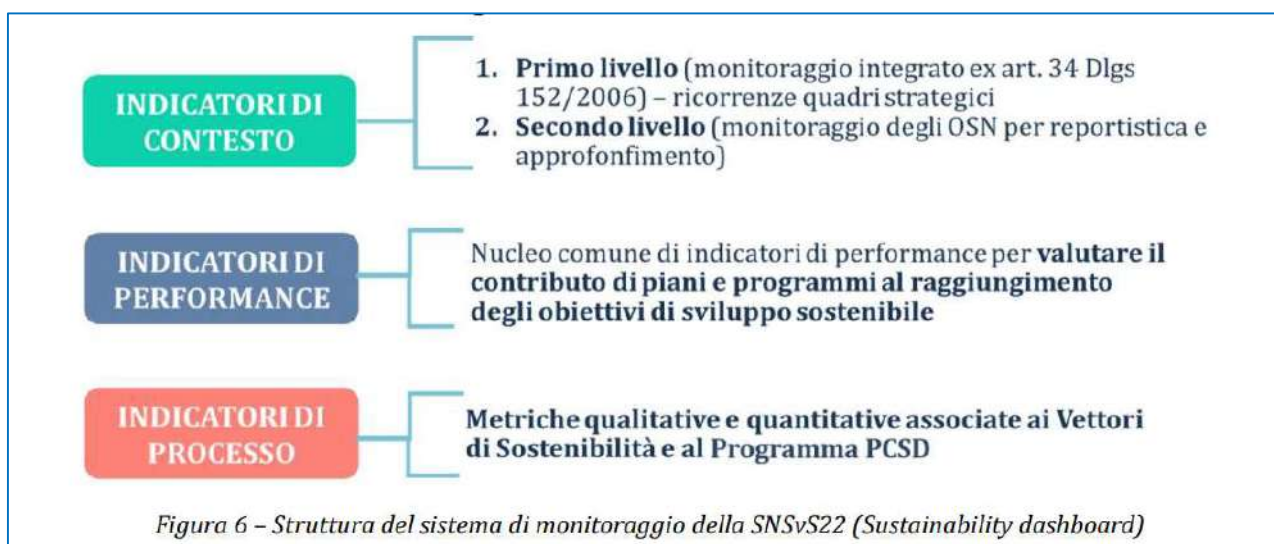 INDICATORI DI
CONTESTO
1. Primo livello (monitoraggio integrato ex art. 34 Dlgs
152/2006) – ricorrenze quadri strategici
2. Secondo livello (monitoraggio degli OSN per reportistica e
approfonfimento)
INDICATORI DI
PERFORMANCE
Nucleo comune di indicatori di performance per valutare il
contributo di piani e programmi al raggiungimento
degli obiettivi di sviluppo sostenibile
INDICATORI DI
PROCESSO
Metriche qualitative e quantitative associate ai Vettori
di Sostenibilità e al Programma PCSD
Figura 6 – Struttura del sistema di monitoraggio della SNSvS22 (Sustainability dashboard)